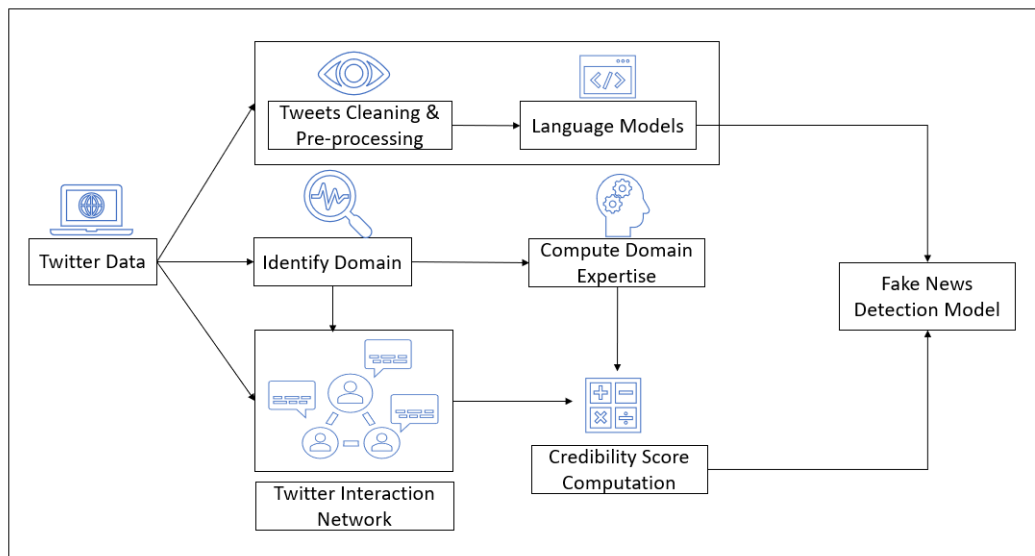 Tweets Cleaning &
Pre-processing
Language Models
Twitter Data
Identify Domain
Compute Domain
Expertise
Fake News
Detection Model
Twitter Interaction
Network
Credibility Score
Computation